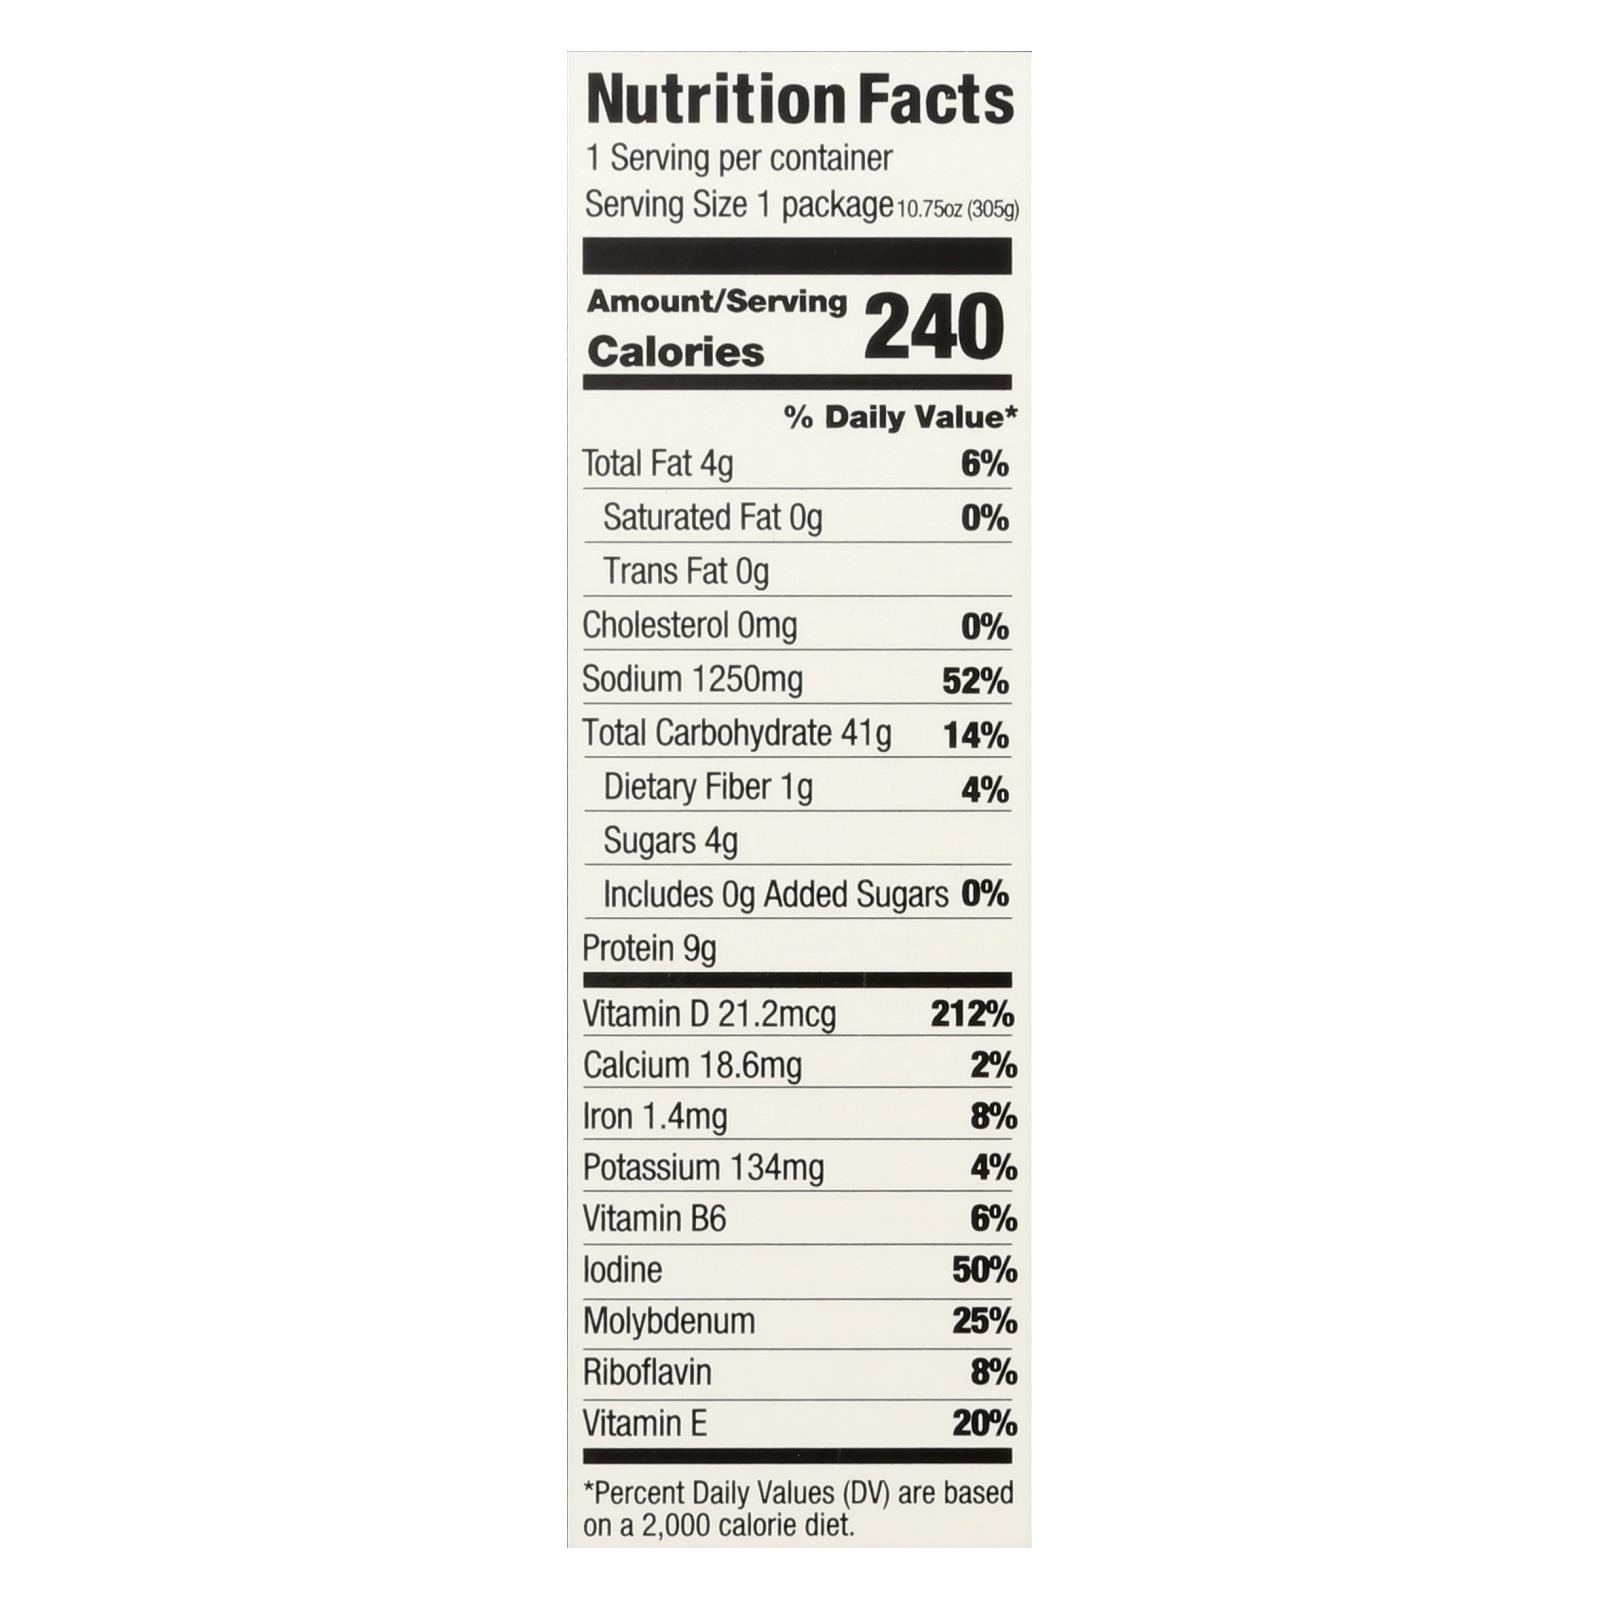 Nutrition Facts
1 Serving per container
Serving Size 1 package 10.75oz (305g)
Amount/Serving
Calories 240
% Daily Value*
Total Fat 4g 6%
Saturated Fat 0g 0%
Trans Fat 0g
Cholesterol 0mg 0%
Sodium 1250mg 52%
Total Carbohydrate 41g 14%
Dietary Fiber 1g 4%
Sugars 4g
Includes 0g Added Sugars 0%
Protein 9g
Vitamin D 21.2mcg 212%
Calcium 18.6mg 2%
Iron 1.4mg 8%
Potassium 134mg 4%
Vitamin B6 6%
Iodine 50%
Molybdenum 25%
Riboflavin 8%
Vitamin E 20%
*Percent Daily Values (DV) are based
on a 2,000 calorie diet.